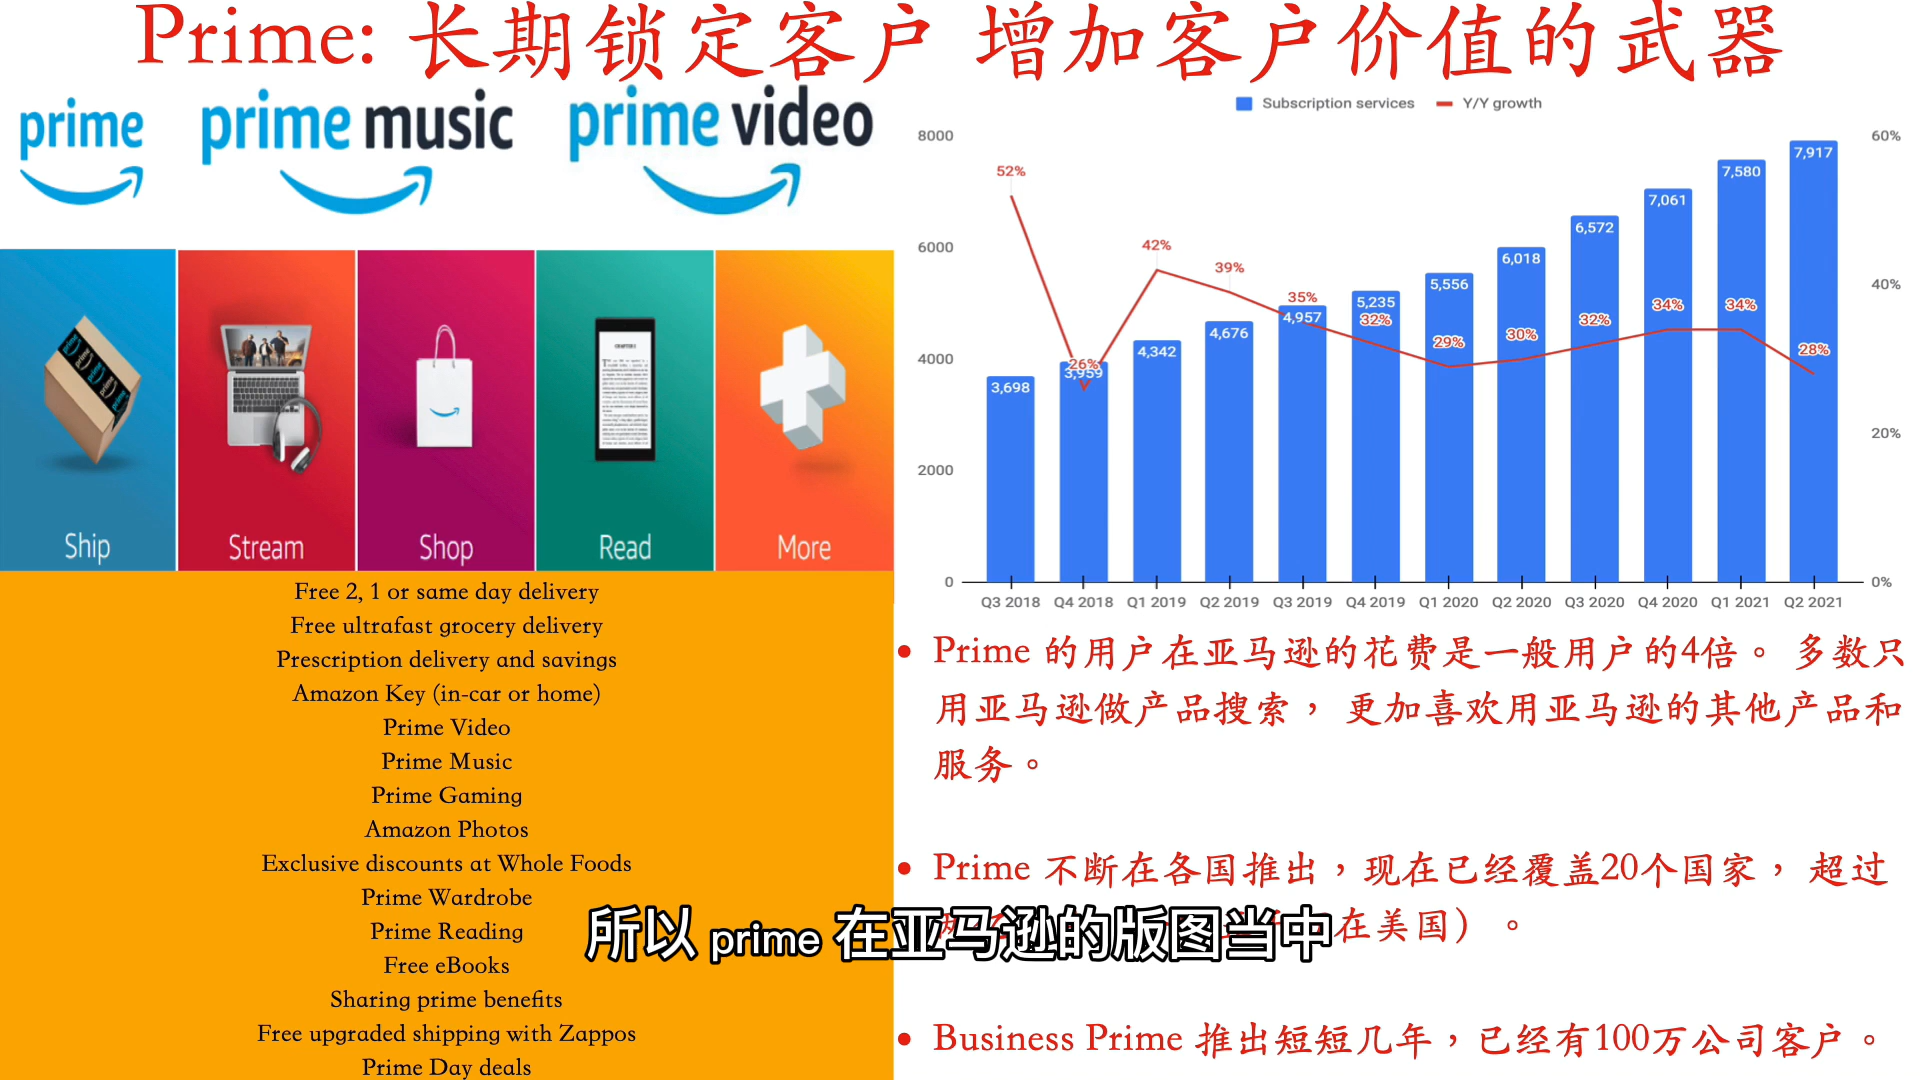 Prime: 长期锁定客户 增加客户价值的武器
prime
prime music
prime video
Ship
Stream
Shop
Read
More
Free 2, 1 or same day delivery
Free ultrafast grocery delivery
Prescription delivery and savings
Amazon Key (in-car or home)
Prime Video
Prime Music
Prime Gaming
Amazon Photos
Exclusive discounts at Whole Foods
Prime Wardrobe
Prime Reading
Free eBooks
Sharing prime benefits
Free upgraded shipping with Zappos
Prime Day deals
Subscription services
Y/Y growth
8000
6000
4000
2000
0
60%
40%
20%
0%
52%
26%
42%
39%
35%
32%
29%
30%
32%
34%
34%
28%
3,698
3,959
4,342
4,676
4,957
5,235
5,556
6,018
6,572
7,061
7,580
7,917
Q3 2018
Q4 2018
Q1 2019
Q2 2019
Q3 2019
Q4 2019
Q1 2020
Q2 2020
Q3 2020
Q4 2020
Q1 2021
Q2 2021
• Prime 的用户在亚马逊的花费是一般用户的4倍。 多数只
用亚马逊做产品搜索， 更加喜欢用亚马逊的其他产品和
服务。
• Prime 不断在各国推出，现在已经覆盖20个国家， 超过
在美国）。
所以 prime 在亚马逊的版图当中
• Business Prime 推出短短几年，已经有100万公司客户。